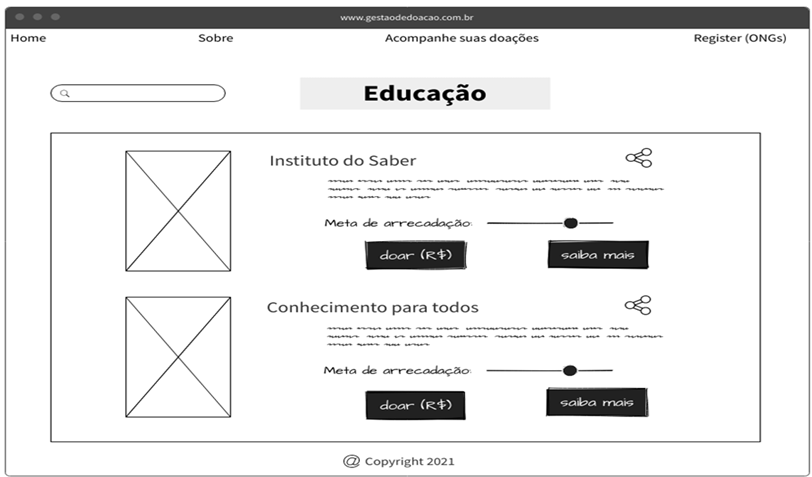 www.gestaodedoacao.com.br
Home Sobre Acompanhe suas doações Register (ONGs)
Educação
Instituto do Saber
Meta de arrecadação:
doar (R$) saiba mais
Conhecimento para todos
Meta de arrecadação:
doar (R$) saiba mais
@ Copyright 2021